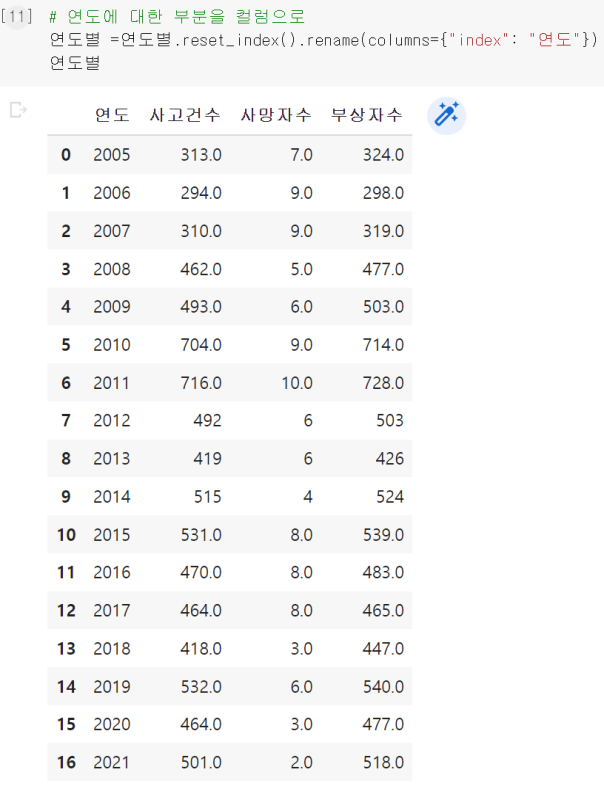 [11] # 연도에 대한 부분을 컬럼으로
연도별 =연도별.reset_index().rename(columns={"index": "연도"})
연도별
연도 사고건수 사망자수 부상자수
0 2005 313.0 7.0 324.0
1 2006 294.0 9.0 298.0
2 2007 310.0 9.0 319.0
3 2008 462.0 5.0 477.0
4 2009 493.0 6.0 503.0
5 2010 704.0 9.0 714.0
6 2011 716.0 10.0 728.0
7 2012 492 6 503
8 2013 419 6 426
9 2014 515 4 524
10 2015 531.0 8.0 539.0
11 2016 470.0 8.0 483.0
12 2017 464.0 8.0 465.0
13 2018 418.0 3.0 447.0
14 2019 532.0 6.0 540.0
15 2020 464.0 3.0 477.0
16 2021 501.0 2.0 518.0